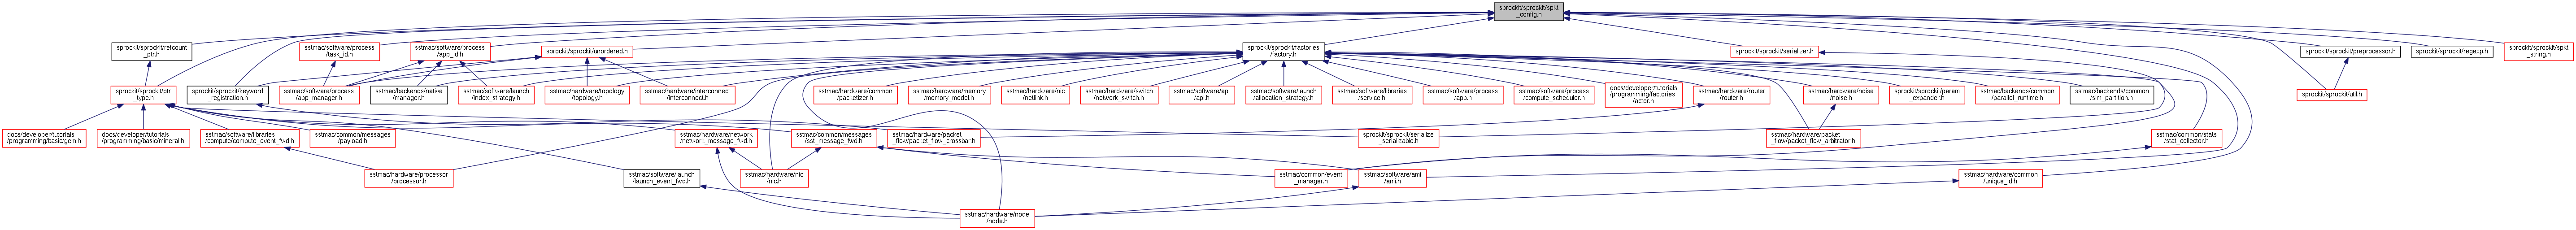 sprockit/sprockit/spkt
_config.h
sprockit/sprockit/refcount
_ptr.h
sstmac/software/process
/task_id.h
sstmac/software/process
/app_id.h
sprockit/sprockit/unordered.h
sprockit/sprockit/factories
/factory.h
sprockit/sprockit/serializer.h
sprockit/sprockit/preprocessor.h
sprockit/sprockit/regexp.h
sprockit/sprockit/spkt
_string.h
sprockit/sprockit/ptr
_type.h
sprockit/sprockit/keyword
_registration.h
sstmac/software/process
/app_manager.h
sstmac/backends/native
/manager.h
sstmac/software/launch
/index_strategy.h
sstmac/hardware/topology
/topology.h
sstmac/hardware/interconnect
/interconnect.h
sstmac/hardware/common
/packetizer.h
sstmac/hardware/memory
/memory_model.h
sstmac/hardware/nic
/netlink.h
sstmac/hardware/switch
/network_switch.h
sstmac/software/api
/api.h
sstmac/software/launch
/allocation_strategy.h
sstmac/software/libraries
/service.h
sstmac/software/process
/app.h
sstmac/software/process
/compute_scheduler.h
docs/developer/tutorials
/programming/factories
/actor.h
sstmac/hardware/router
/router.h
sstmac/hardware/noise
/noise.h
sprockit/sprockit/param
_expander.h
sstmac/backends/common
/parallel_runtime.h
sstmac/backends/common
/sim_partition.h
sprockit/sprockit/util.h
docs/developer/tutorials
/programming/basic/gem.h
docs/developer/tutorials
/programming/basic/mineral.h
sstmac/software/libraries
/compute/compute_event_fwd.h
sstmac/common/messages
/payload.h
sstmac/hardware/network
/network_message_fwd.h
sstmac/common/messages
/sst_message_fwd.h
sstmac/hardware/packet
_flow/packet_flow_crossbar.h
sprockit/sprockit/serialize
_serializable.h
sstmac/hardware/packet
_flow/packet_flow_arbitrator.h
sstmac/common/stats
/stat_collector.h
sstmac/hardware/processor
/processor.h
sstmac/software/launch
/launch_event_fwd.h
sstmac/hardware/nic
/nic.h
sstmac/common/event
_manager.h
sstmac/software/ami
/ami.h
sstmac/hardware/common
/unique_id.h
sstmac/hardware/node
/node.h